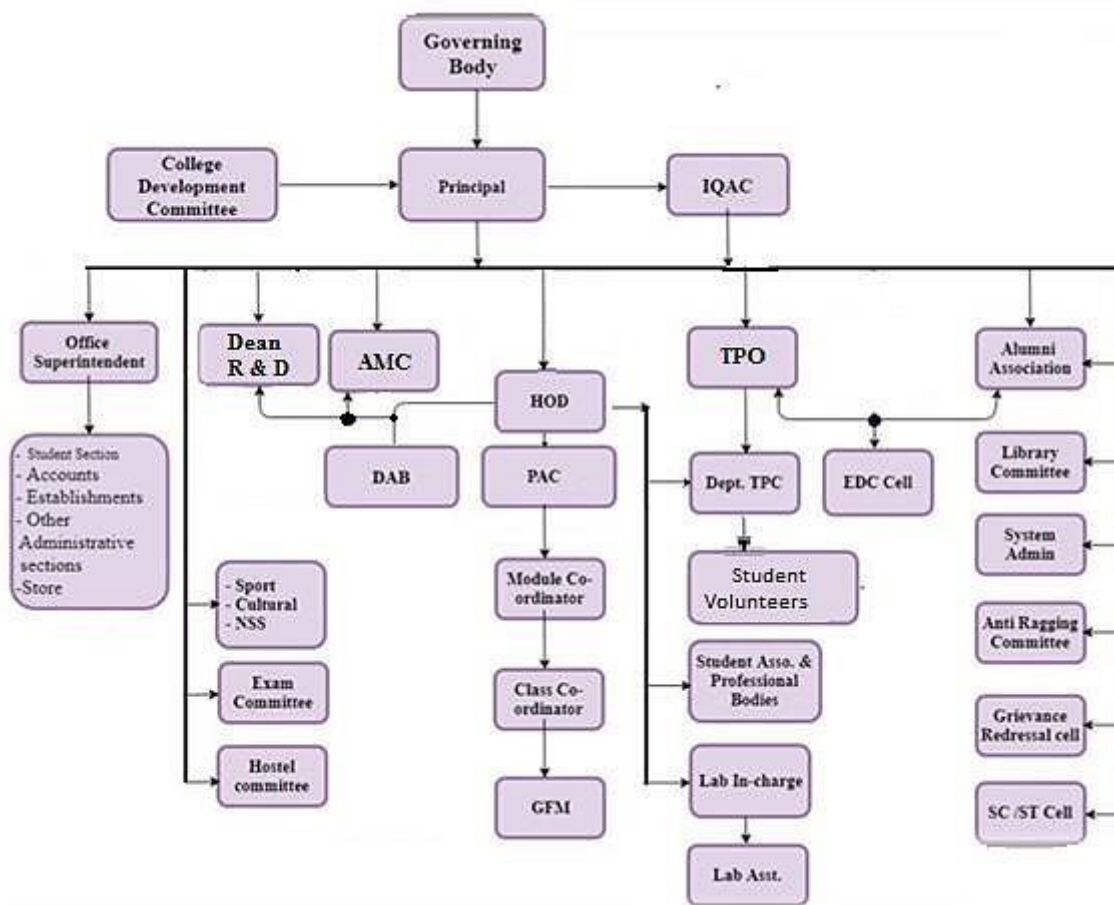 Governing
Body
College
Development
Committee
Principal
IQAC
Office
Superintendent
Dean
R & D
AMC
HOD
TPO
Alumni
Association
- Student Section
- Accounts
- Establishments
- Other
Administrative
sections
-Store
DAB
PAC
Dept. TPC
EDC Cell
Library
Committee
System
Admin
Student
Volunteers
- Sport
- Cultural
- NSS
Module Co-
ordinator
Anti Ragging
Committee
Student Asso. &
Professional
Bodies
Exam
Committee
Class Co-
ordinator
Grievance
Redressal cell
Hostel
committee
GFM
Lab In-charge
SC /ST Cell
Lab Asst.